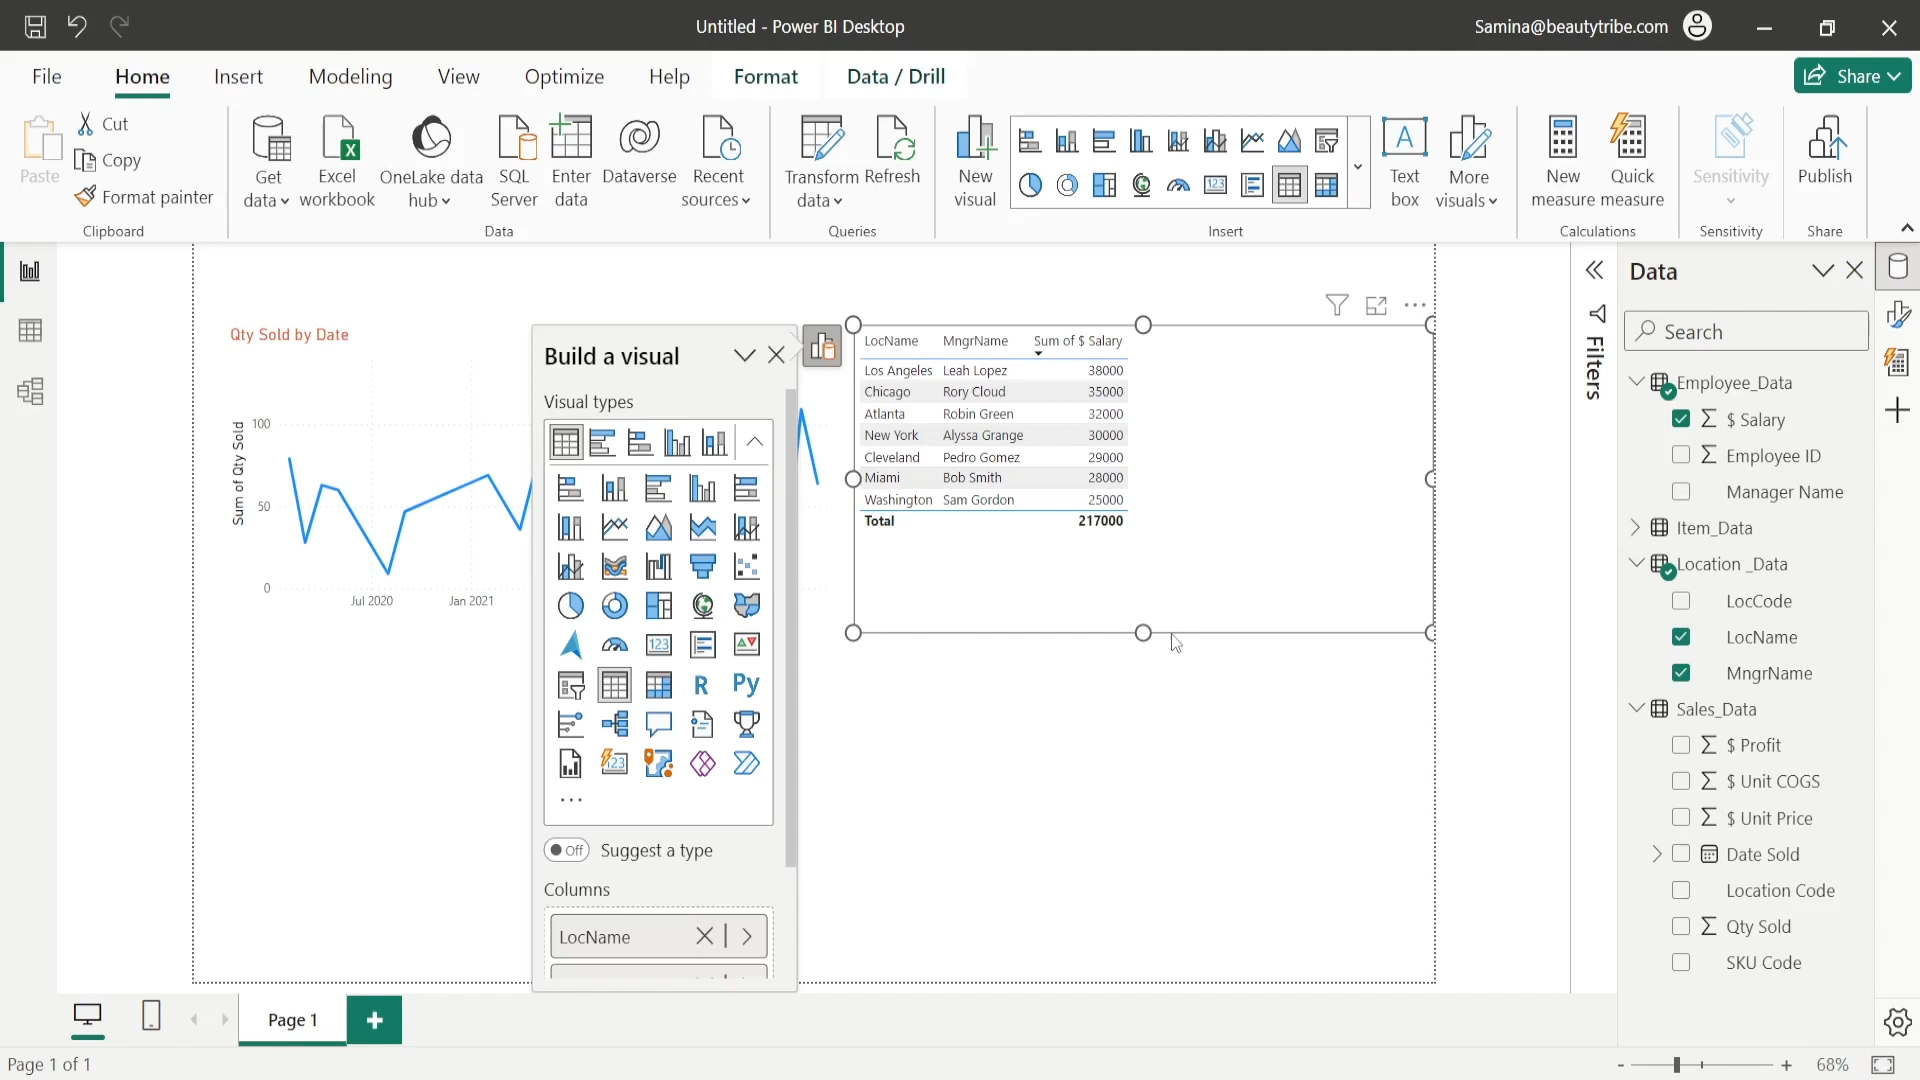 Untitled - Power BI Desktop
Samina@beautytribe.com
File Home Insert Modeling View Optimize Help Format Data / Drill
Share
Paste
Cut
Copy
Format painter
Clipboard
Get data
Excel workbook
OneLake data hub
SQL Server
Enter data
Dataverse
Recent sources
Data
Transform data
Refresh
Queries
New visual
123
A
Text box
More visuals
Insert
New measure
Quick measure
Calculations
Sensitivity
Sensitivity
Publish
Share
Qty Sold by Date
Sum of Qty Sold
100
50
0
Jul 2020
Jan 2021
Build a visual
Visual types
123
R
Py
123
...
Off Suggest a type
Columns
LocName
LocName MngrName Sum of $ Salary
Los Angeles Leah Lopez 38000
Chicago Rory Cloud 35000
Atlanta Robin Green 32000
New York Alyssa Grange 30000
Cleveland Pedro Gomez 29000
Miami Bob Smith 28000
Washington Sam Gordon 25000
Total 217000
Filters
Data
Search
Employee_Data
∑ $ Salary
∑ Employee ID
Manager Name
Item_Data
Location _Data
LocCode
LocName
MngrName
Sales_Data
∑ $ Profit
∑ $ Unit COGS
∑ $ Unit Price
Date Sold
Location Code
∑ Qty Sold
SKU Code
Page 1
+
Page 1 of 1
- + 68%